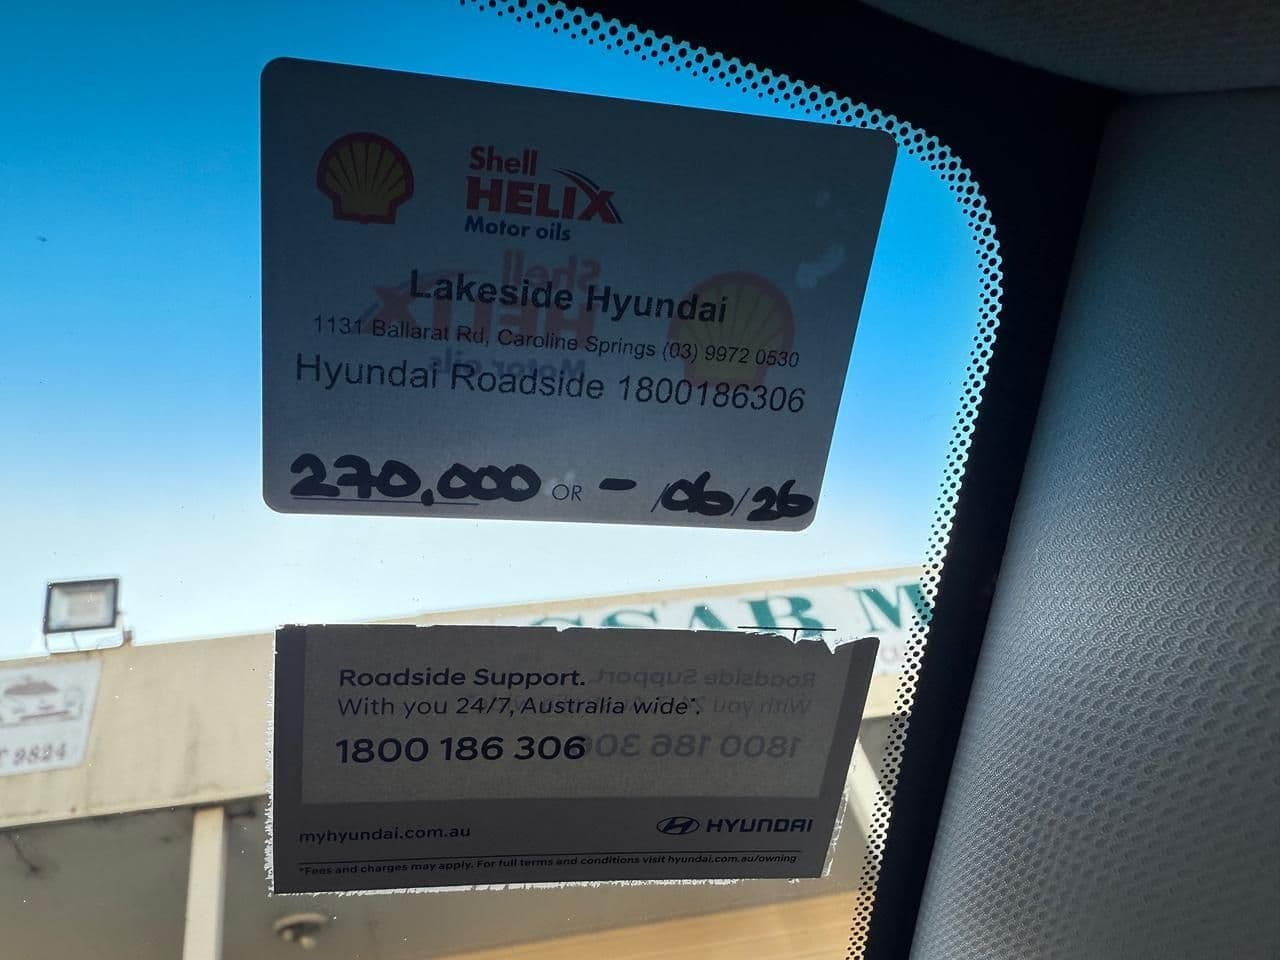 Shell
HELIX
Motor oils
Lakeside Hyundai
1131 Ballarat Rd, Caroline Springs (03) 9972 0530
Hyundai Roadside 1800186306
270,000 OR - /06/26
SSAB M
T 9824
Roadside Support.
With you 24/7, Australia wide*.
1800 186 306
myhyundai.com.au
HYUNDAI
*Fees and charges may apply. For full terms and conditions visit hyundai.com.au/owning